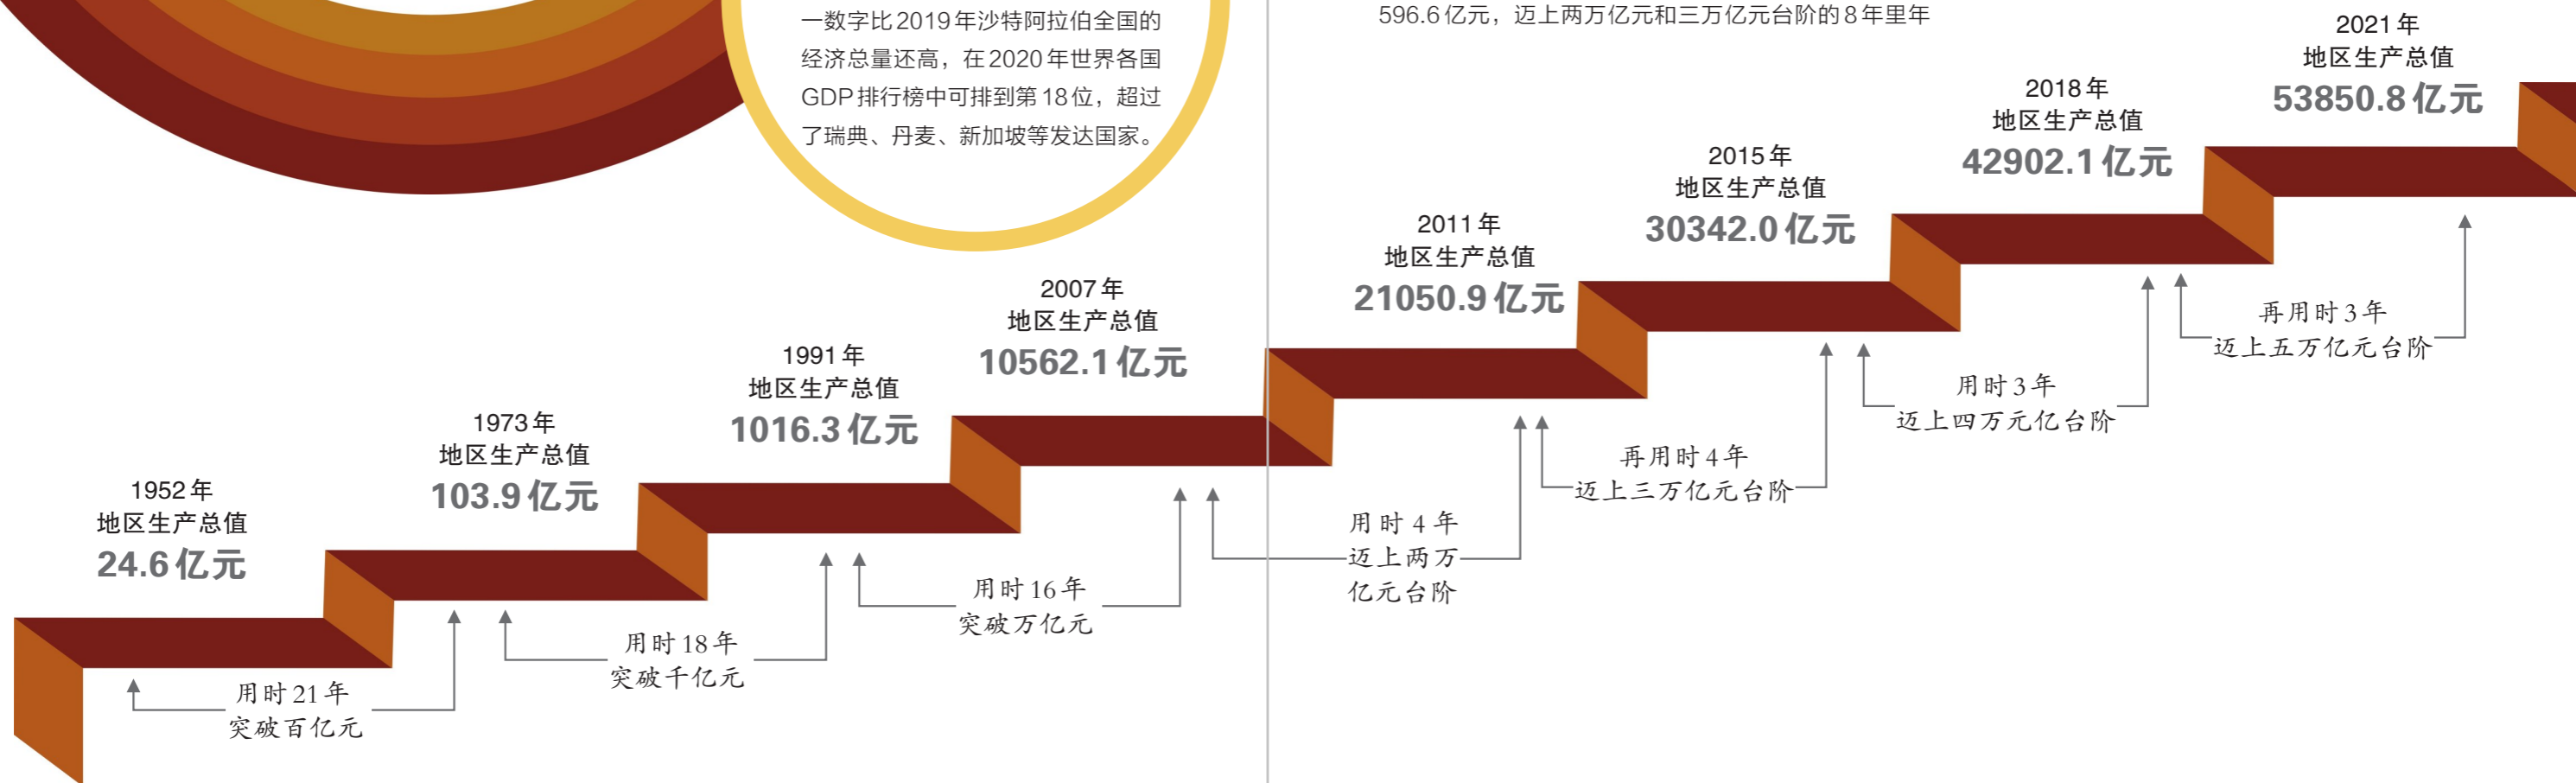 一数字比2019年沙特阿拉伯全国的
经济总量还高，在2020年世界各国
GDP排行榜中可排到第18位，超过
了瑞典、丹麦、新加坡等发达国家。
596.6亿元，迈上两万亿元和三万亿元台阶的8年里年
1952年
地区生产总值
24.6亿元
1973年
地区生产总值
103.9亿元
1991年
地区生产总值
1016.3亿元
2007年
地区生产总值
10562.1亿元
2011年
地区生产总值
21050.9亿元
2015年
地区生产总值
30342.0亿元
2018年
地区生产总值
42902.1亿元
2021年
地区生产总值
53850.8亿元
用时21年
突破百亿元
用时18年
突破千亿元
用时16年
突破万亿元
用时4年
迈上两万
亿元台阶
再用时4年
迈上三万亿元台阶
用时3年
迈上四万元亿台阶
再用时3年
迈上五万亿元台阶